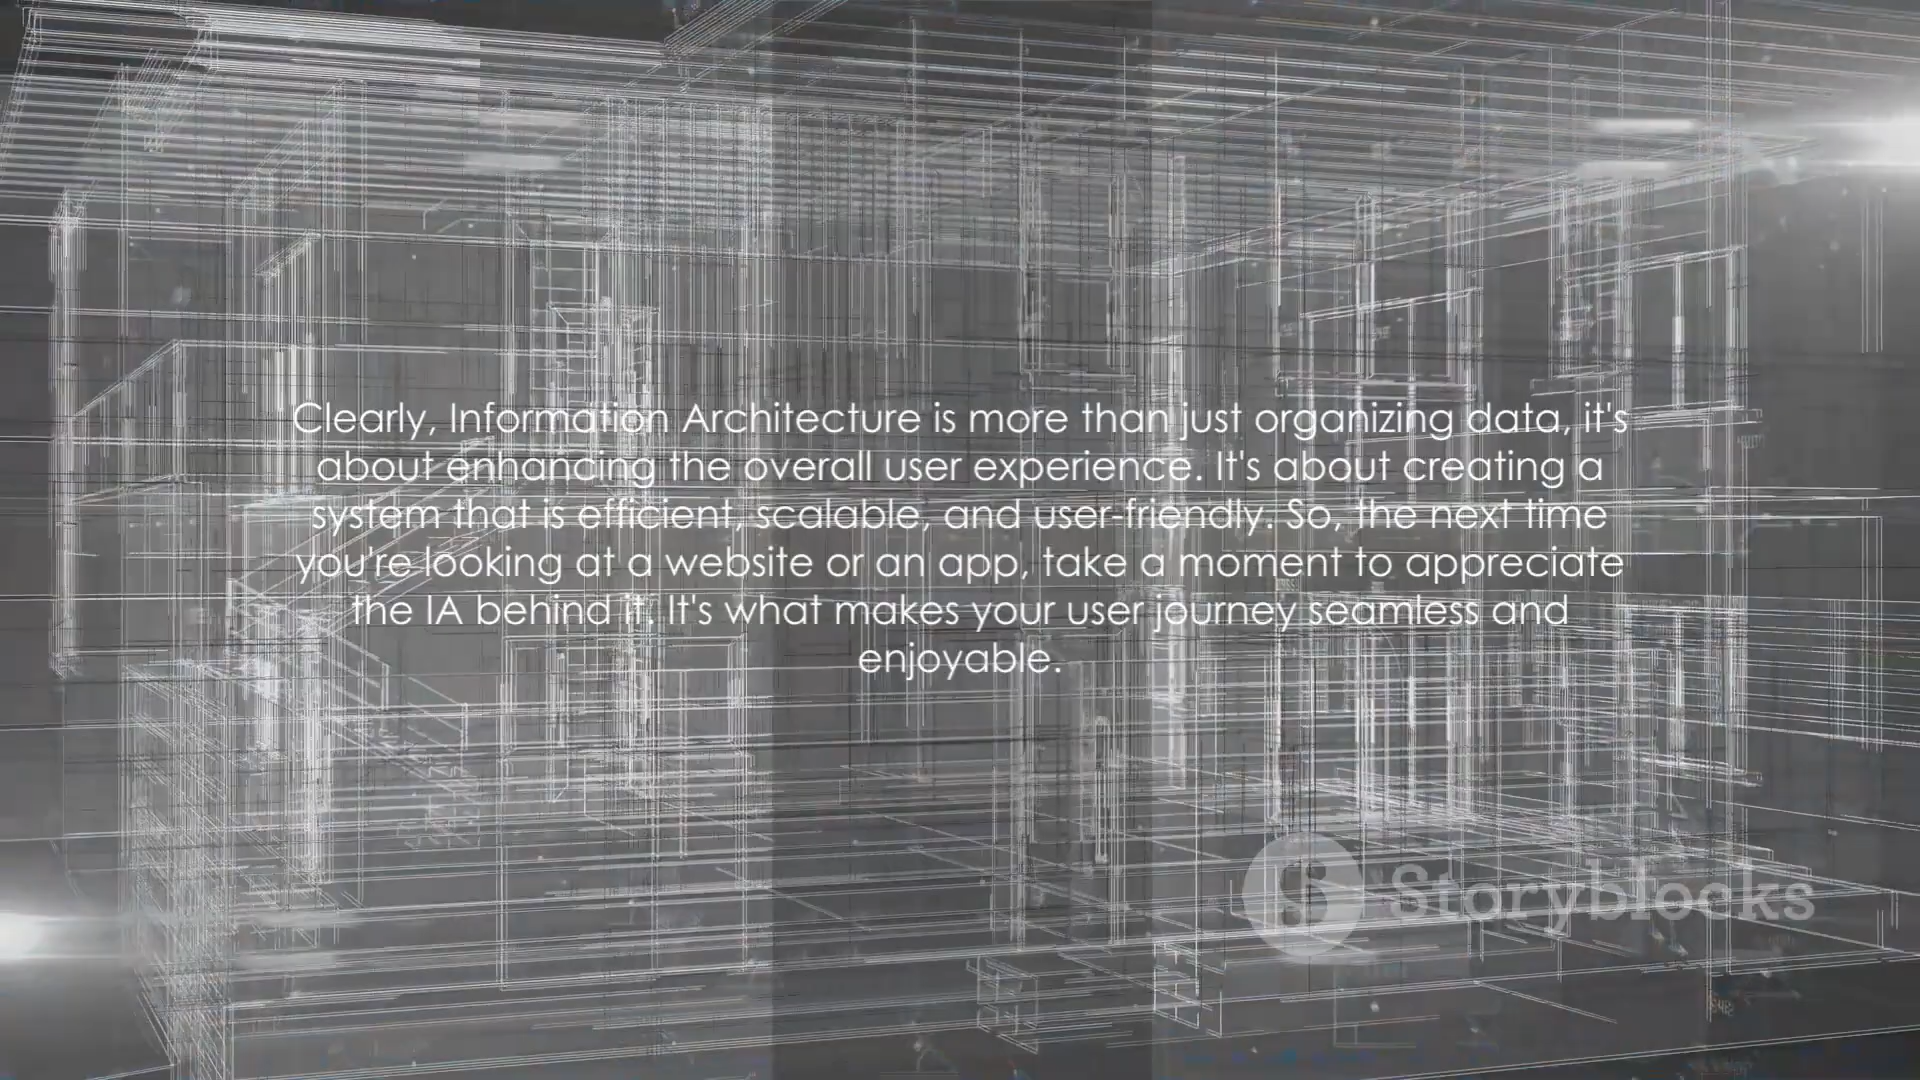 Clearly, Information Architecture is more than just organizing data, it's
about enhancing the overall user experience. It's about creating a
system that is efficient, scalable, and user-friendly. So, the next time
you're looking at a website or an app, take a moment to appreciate
the IA behind it. It's what makes your user journey seamless and
enjoyable.
Storyblocks